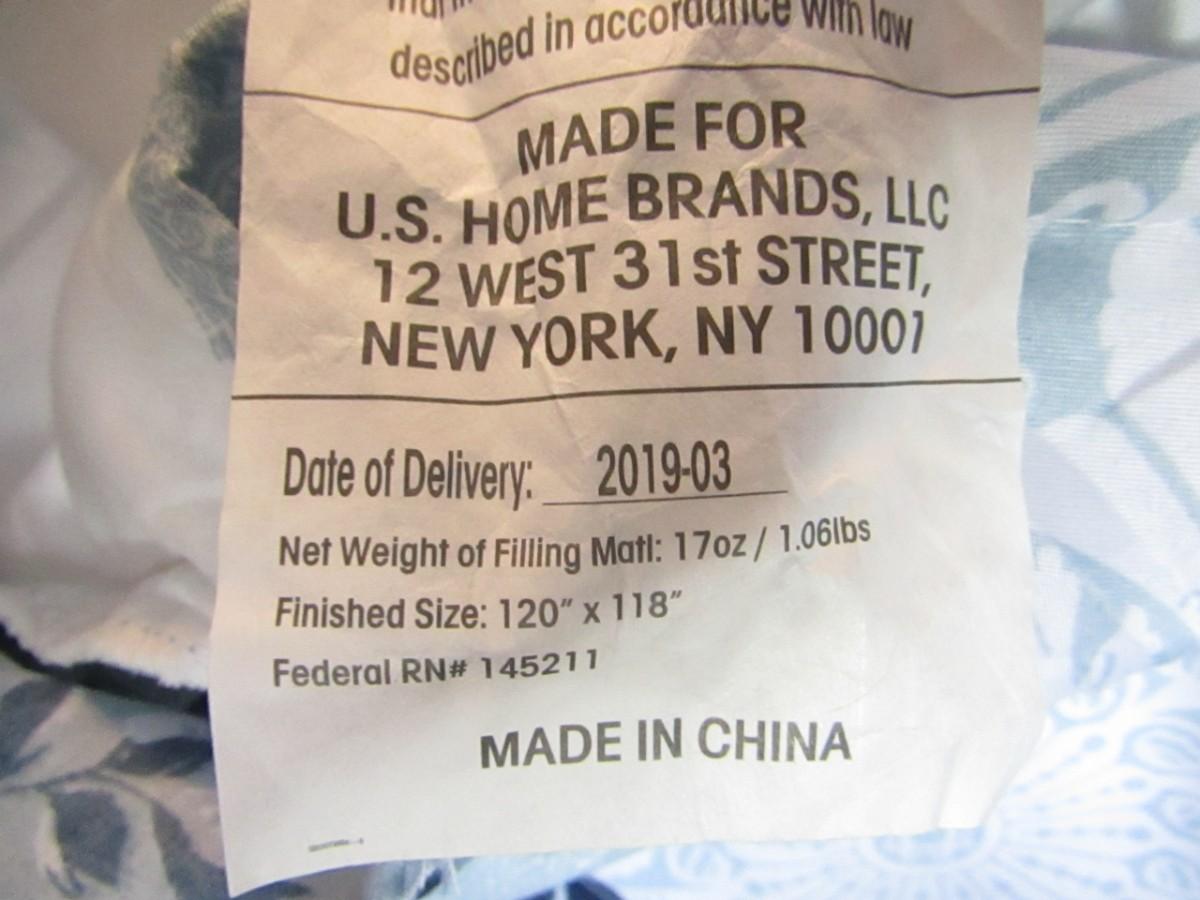 described in accordance with law
MADE FOR
U.S. HOME BRANDS, LLC
12 WEST 31st STREET,
NEW YORK, NY 10001
Date of Delivery: 2019-03
Net Weight of Filling Matl: 17oz / 1.06lbs
Finished Size: 120” x 118”
Federal RN# 145211
MADE IN CHINA